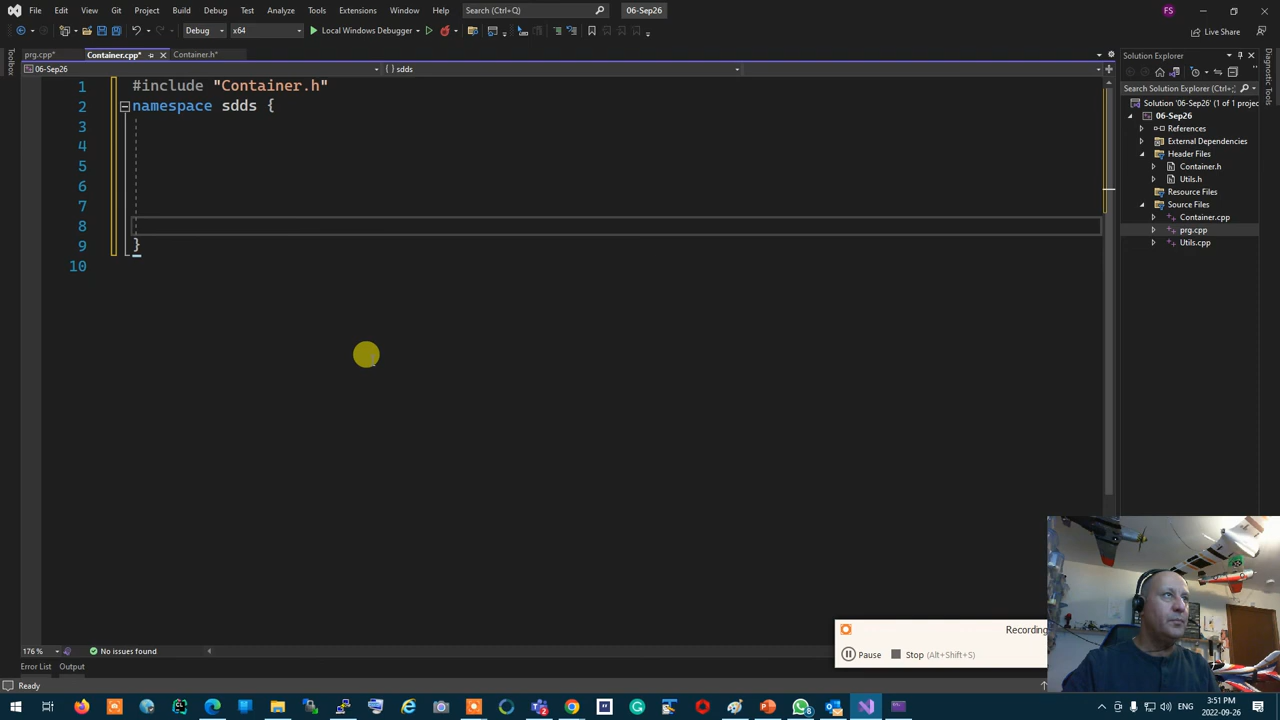 File Edit View Git Project Build Debug Test Analyze Tools Extensions Window Help Search (Ctrl+Q) 06-Sep26 FS
Debug x64 Local Windows Debugger Live Share
prg.cpp* Container.cpp* Container.h*
06-Sep26 {} sdds
1 #include "Container.h"
2 namespace sdds {
3
4
5
6
7
8
9 }
10
Toolbox
Solution Explorer
Search Solution Explorer (Ctrl+;)
Solution '06-Sep26' (1 of 1 projec
06-Sep26
References
External Dependencies
Header Files
Container.h
Utils.h
Resource Files
Source Files
Container.cpp
prg.cpp
Utils.cpp
Diagnostic Tools
Recording
Pause Stop (Alt+Shift+S)
176 % No issues found
Error List Output
Ready
ENG 3:51 PM
2022-09-26